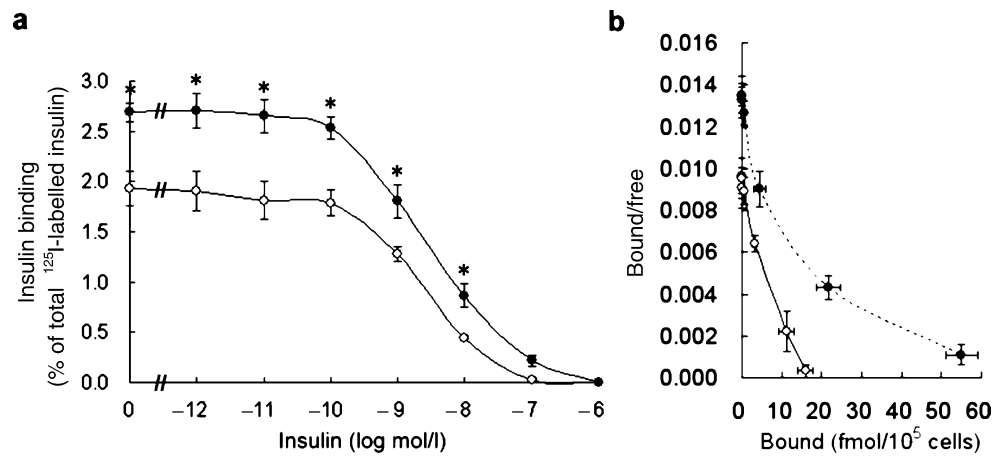 a
Insulin binding
(% of total ¹²⁵I-labelled insulin)
3.0
2.5
2.0
1.5
1.0
0.5
0.0
* * * * * *
0 −12 −11 −10 −9 −8 −7 −6
Insulin (log mol/l)
b
Bound/free
0.016
0.014
0.012
0.010
0.008
0.006
0.004
0.002
0.000
0 10 20 30 40 50 60
Bound (fmol/10⁵ cells)